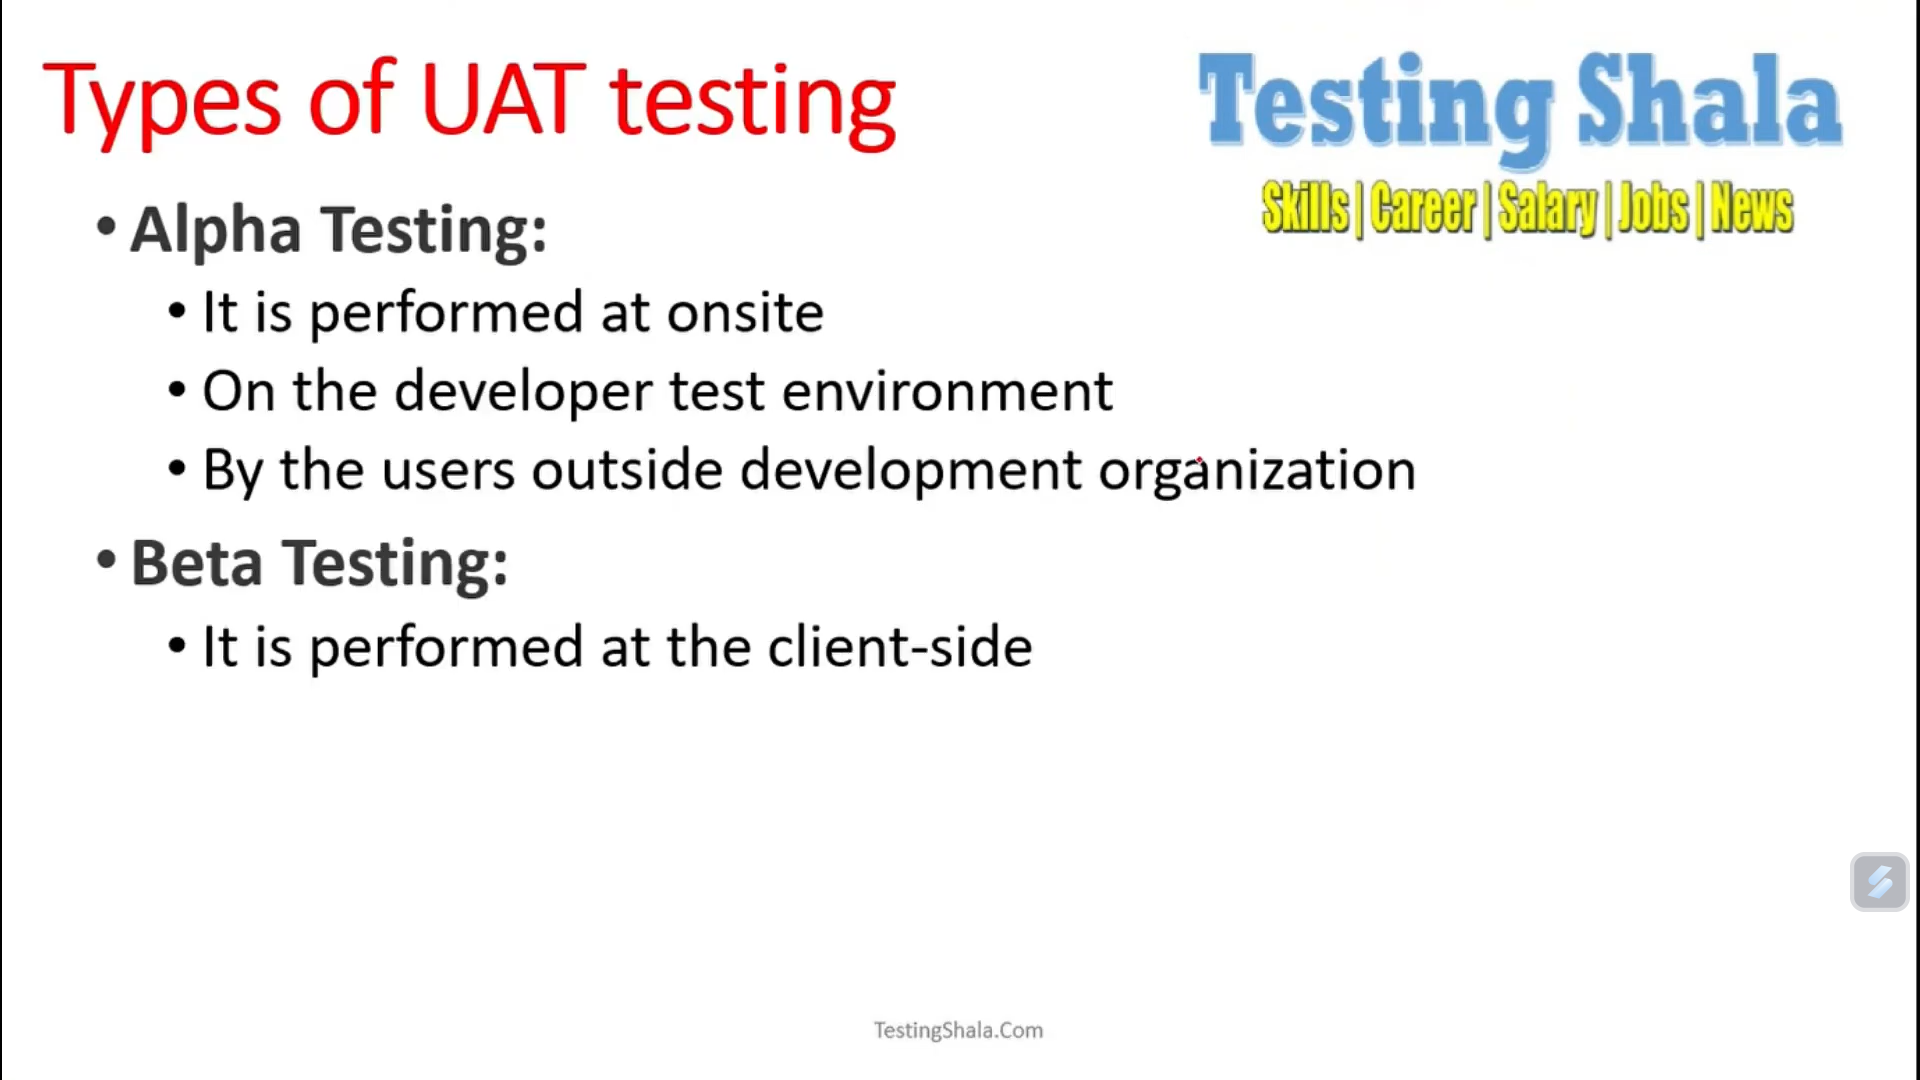 Types of UAT testing
Testing Shala
Skills | Career | Salary | Jobs | News
• Alpha Testing:
• It is performed at onsite
• On the developer test environment
• By the users outside development organization
• Beta Testing:
• It is performed at the client-side
TestingShala.Com